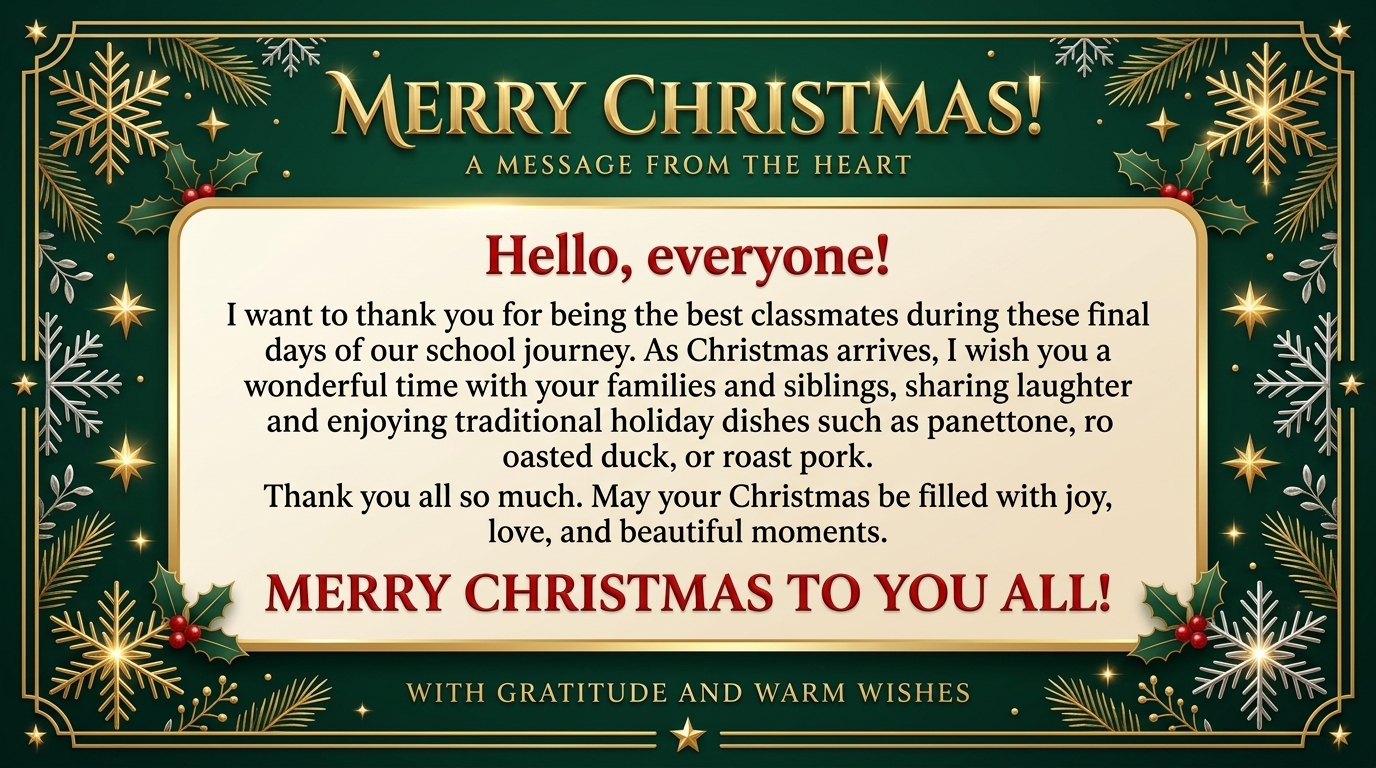 MERRY CHRISTMAS!
A MESSAGE FROM THE HEART
Hello, everyone!
I want to thank you for being the best classmates during these final
days of our school journey. As Christmas arrives, I wish you a
wonderful time with your families and siblings, sharing laughter
and enjoying traditional holiday dishes such as panettone, ro
oasted duck, or roast pork.
Thank you all so much. May your Christmas be filled with joy,
love, and beautiful moments.
MERRY CHRISTMAS TO YOU ALL!
WITH GRATITUDE AND WARM WISHES